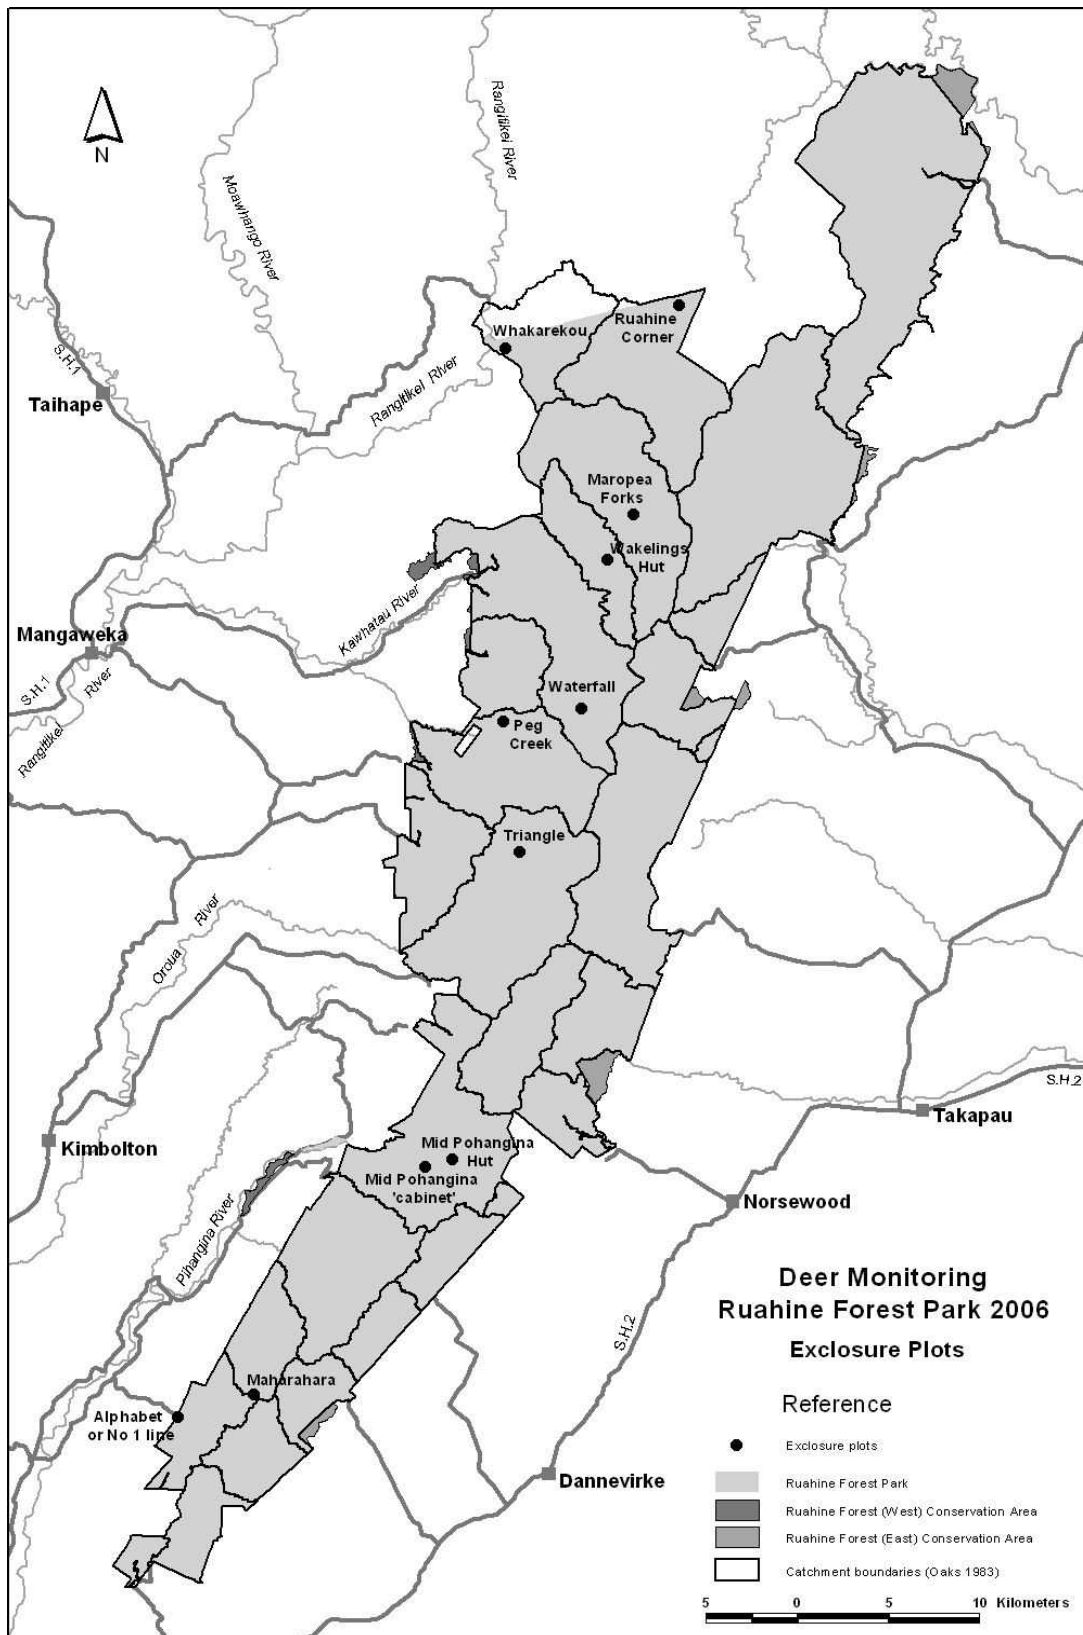 N
Moawhango River
Rangitikei River
Whakarekou
Ruahine
Corner
S.H.1
Rangitikei River
Taihape
Maropea
Forks
Wakelings
Hut
Kawhatau River
Mangaweka
S.H.1
Rangitikei River
Waterfall
Peg
Creek
Triangle
Oroua River
S.H.2
Takapau
Kimbolton
Mid Pohangina
Hut
Mid Pohangina
'cabinet'
Norsewood
Pihangina River
S.H.2
Maharahara
Alphabet
or No 1 line
Dannevirke
Deer Monitoring
Ruahine Forest Park 2006
Exclosure Plots
Reference
Exclosure plots
Ruahine Forest Park
Ruahine Forest (West) Conservation Area
Ruahine Forest (East) Conservation Area
Catchment boundaries (Oaks 1983)
5 0 5 10 Kilometers